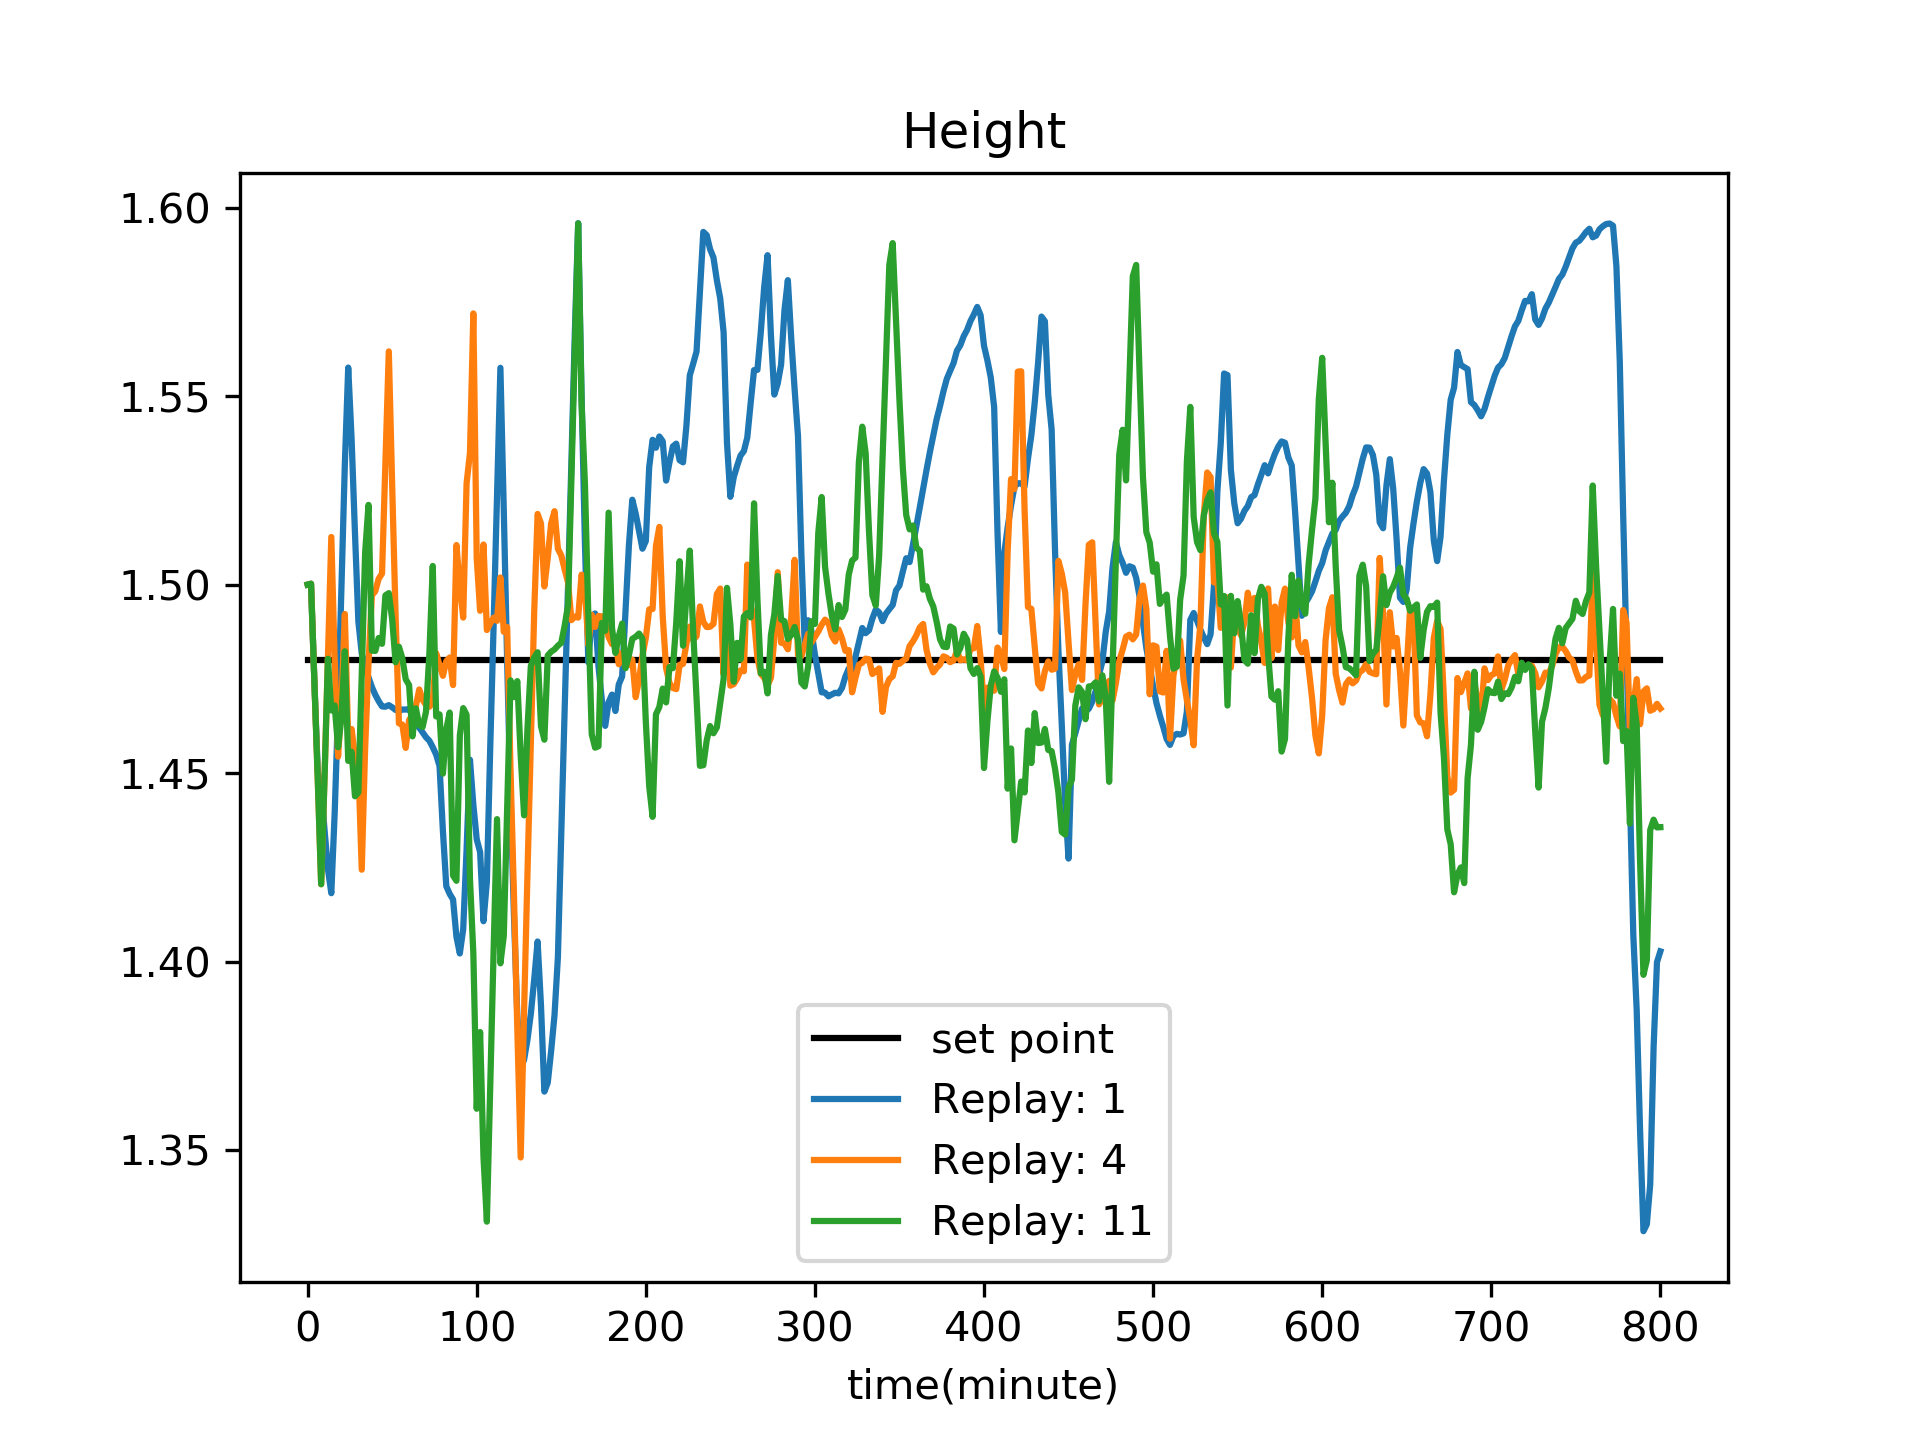 Height
1.60
1.55
1.50
1.45
1.40
1.35
set point
Replay: 1
Replay: 4
Replay: 11
0 100 200 300 400 500 600 700 800
time(minute)